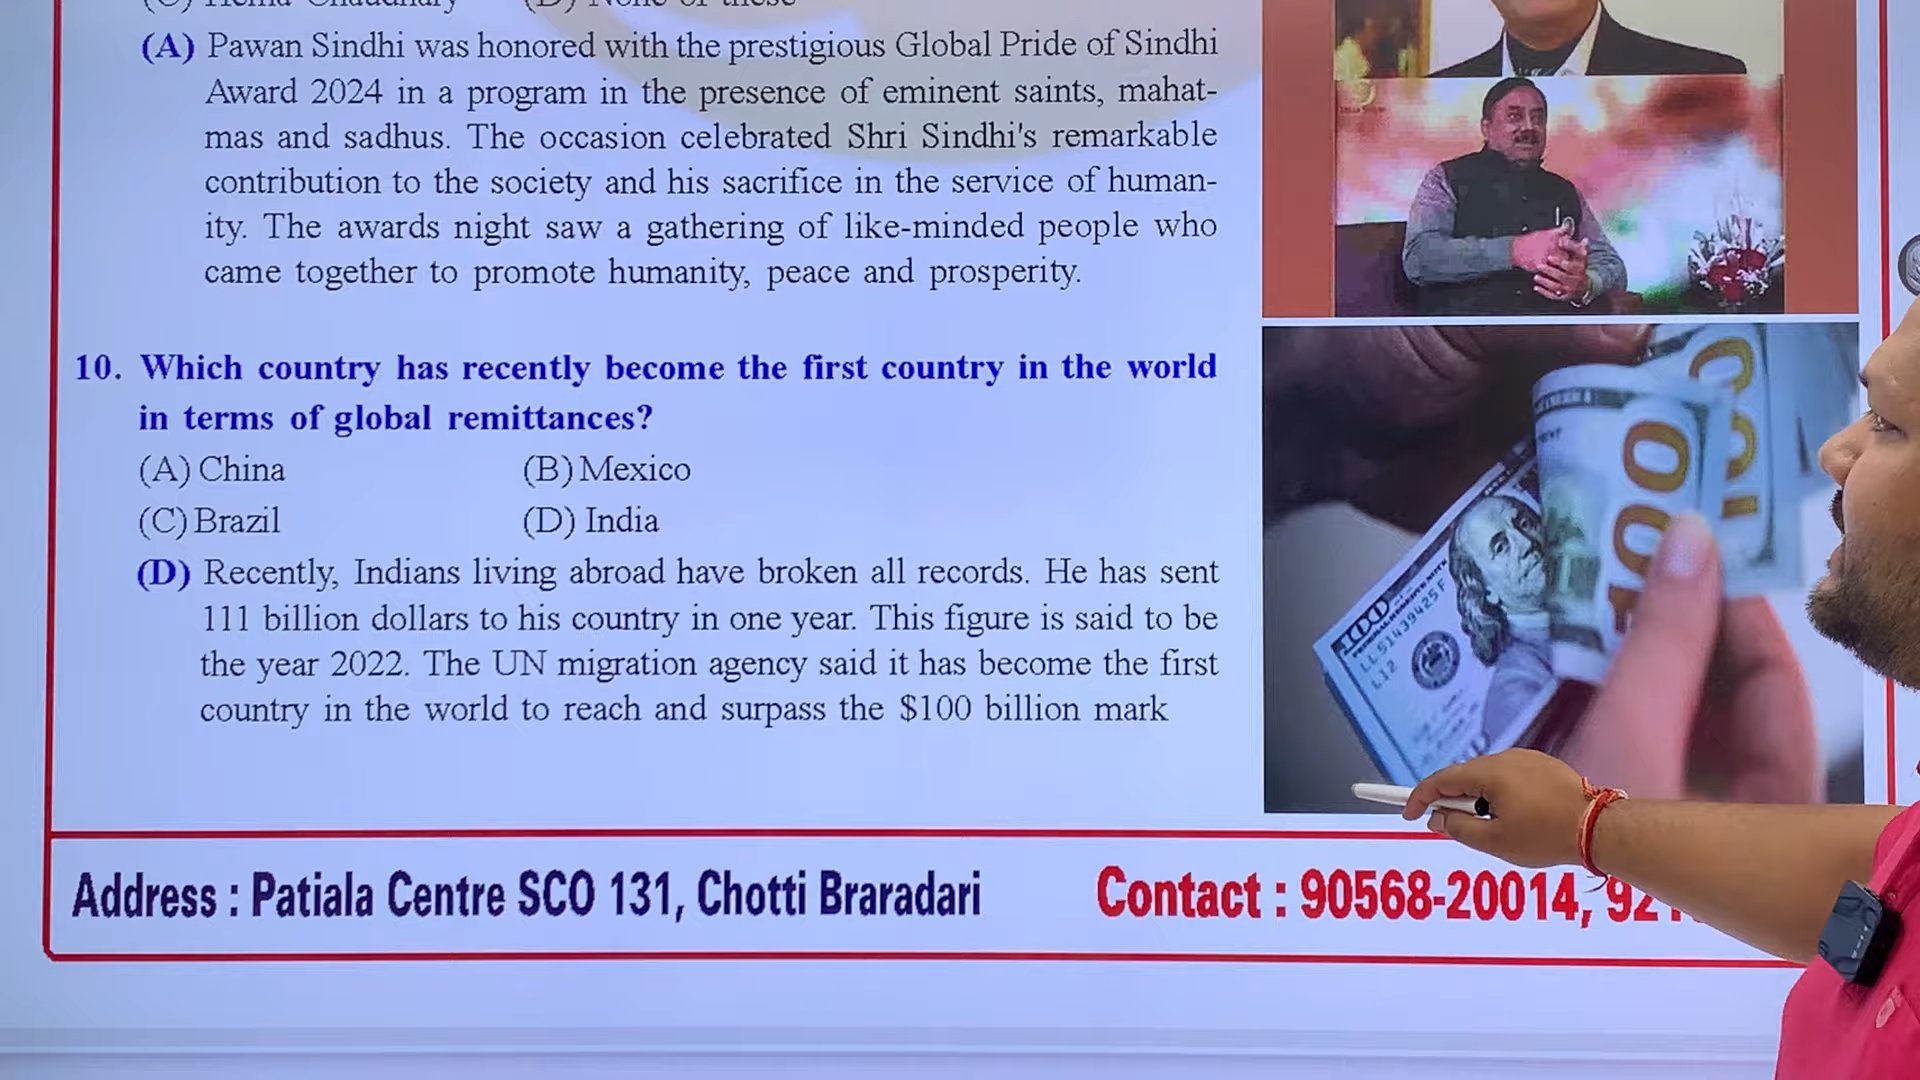 (A) Pawan Sindhi was honored with the prestigious Global Pride of Sindhi
Award 2024 in a program in the presence of eminent saints, mahat-
mas and sadhus. The occasion celebrated Shri Sindhi's remarkable
contribution to the society and his sacrifice in the service of human-
ity. The awards night saw a gathering of like-minded people who
came together to promote humanity, peace and prosperity.
10. Which country has recently become the first country in the world
in terms of global remittances?
(A) China (B) Mexico
(C) Brazil (D) India
(D) Recently, Indians living abroad have broken all records. He has sent
111 billion dollars to his country in one year. This figure is said to be
the year 2022. The UN migration agency said it has become the first
country in the world to reach and surpass the $100 billion mark
100
100
LL51439425F
L12
Address : Patiala Centre SCO 131, Chotti Braradari
Contact : 90568-20014,